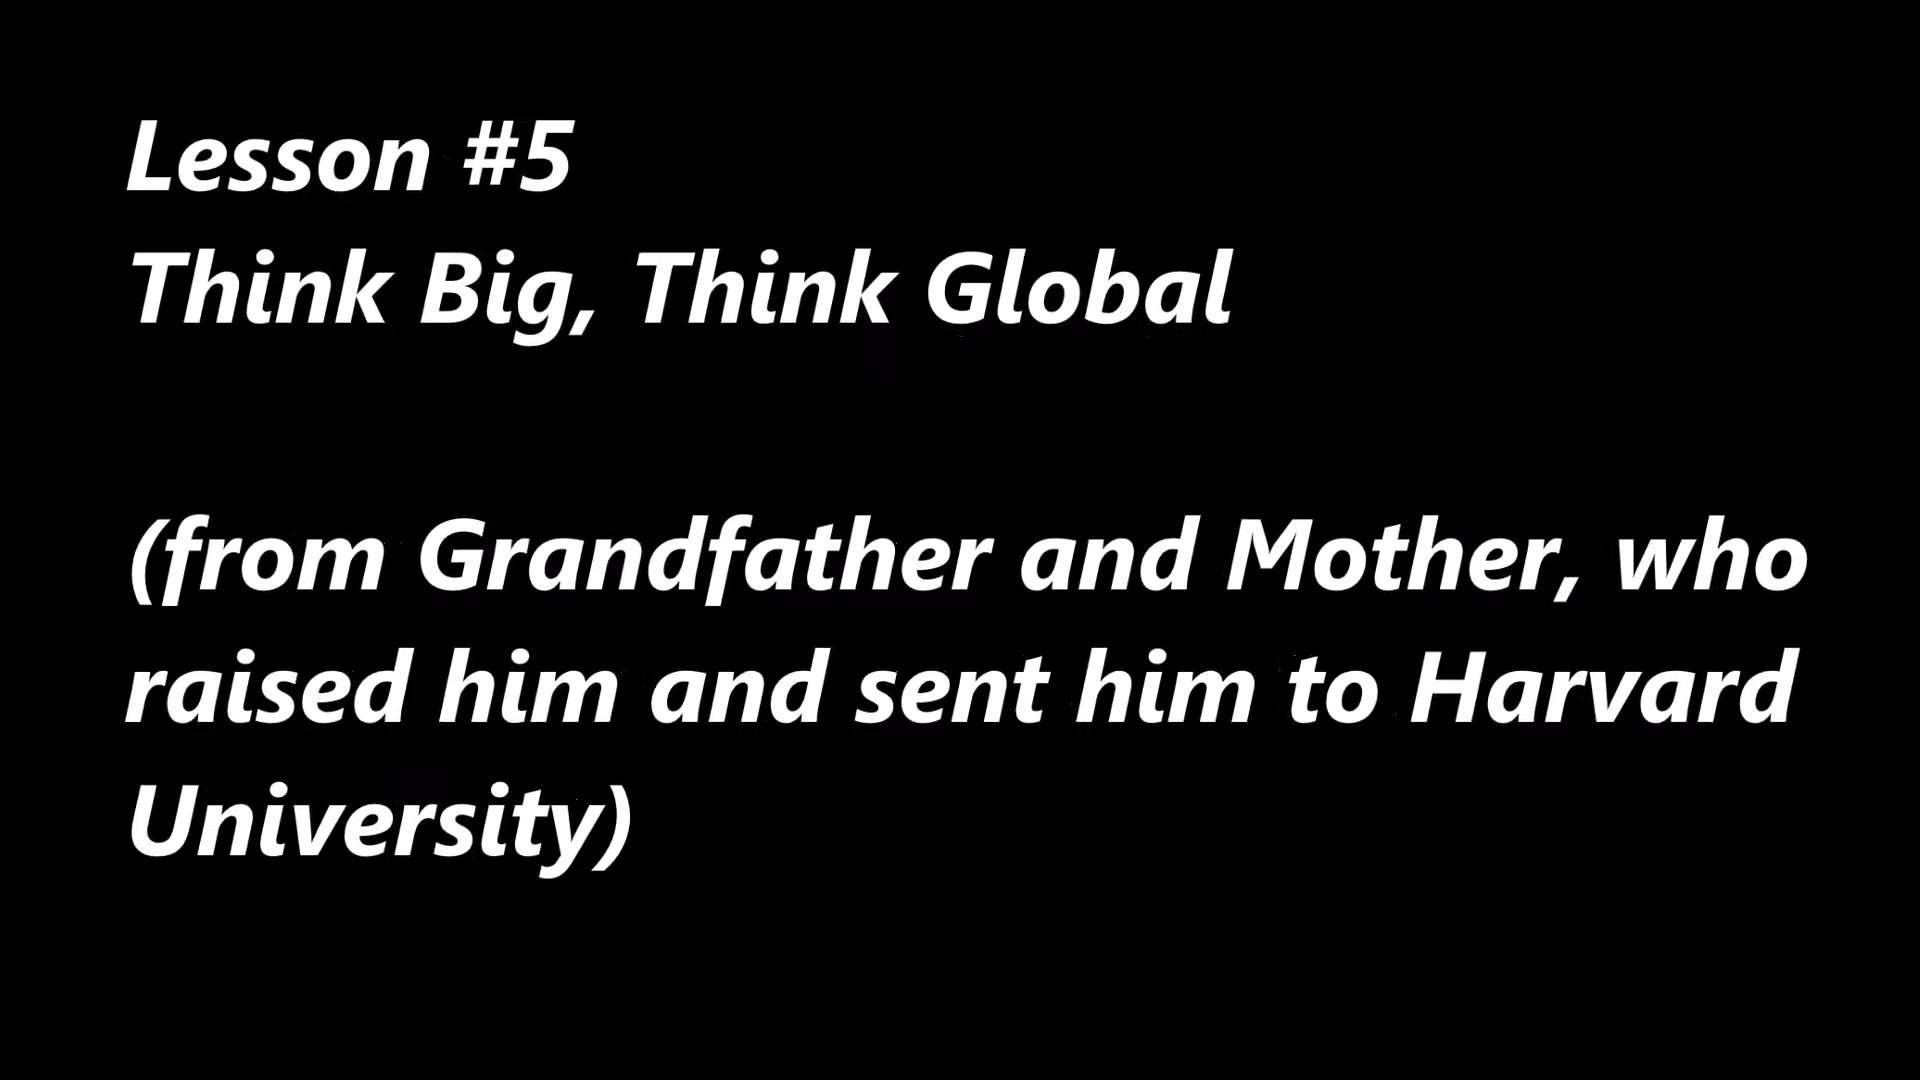 Lesson #5
Think Big, Think Global
(from Grandfather and Mother, who
raised him and sent him to Harvard
University)